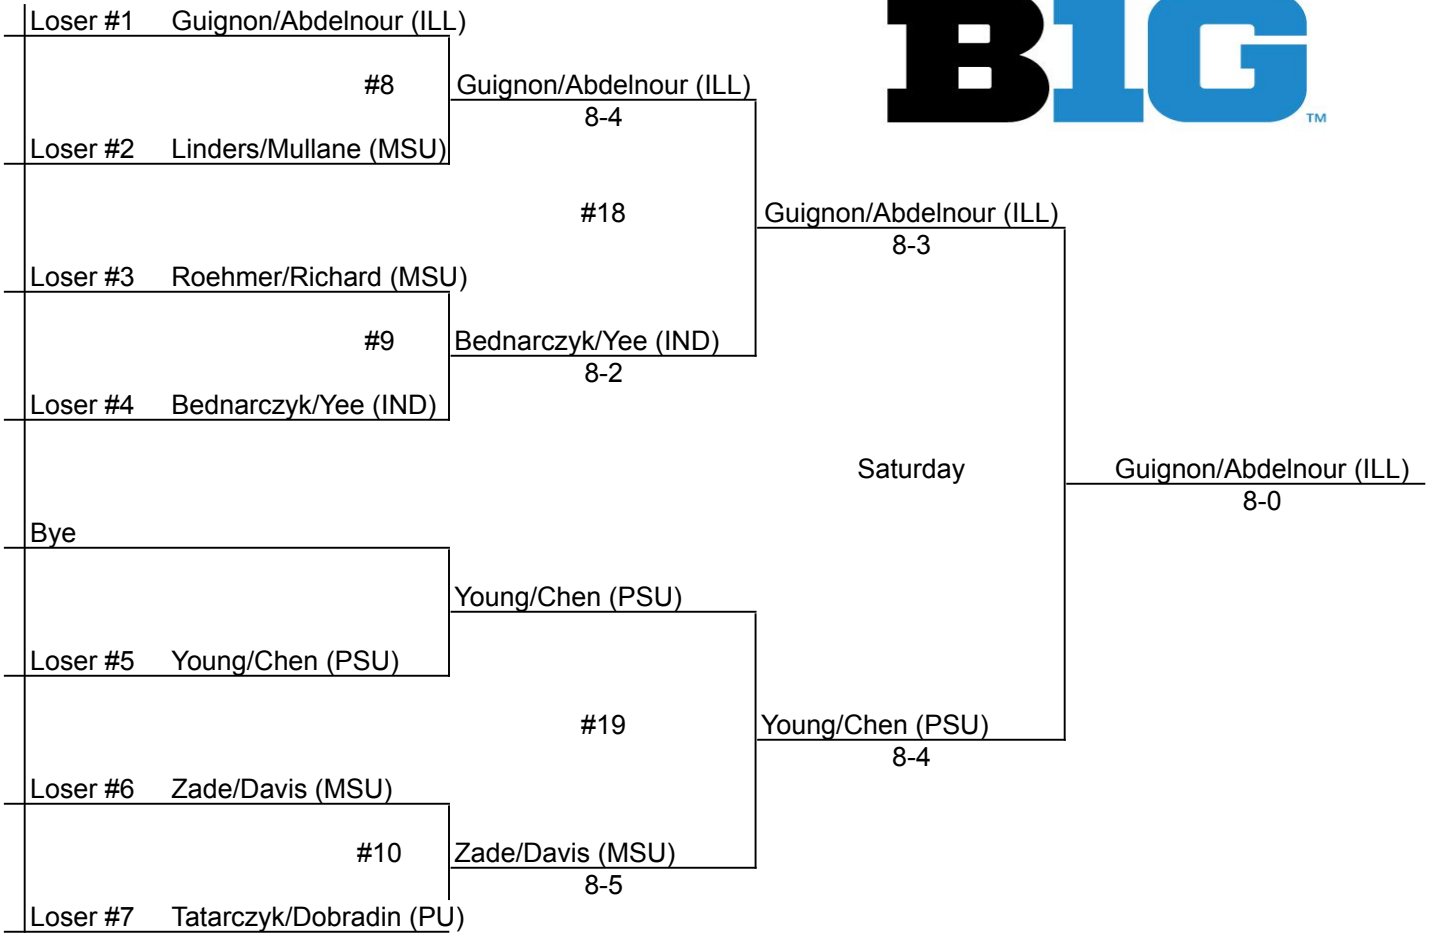 Loser #1 Guignon/Abdelnour (ILL)
B1G
TM
#8 Guignon/Abdelnour (ILL)
8-4
Loser #2 Linders/Mullane (MSU)
#18 Guignon/Abdelnour (ILL)
8-3
Loser #3 Roehmer/Richard (MSU)
#9 Bednarczyk/Yee (IND)
8-2
Loser #4 Bednarczyk/Yee (IND)
Saturday Guignon/Abdelnour (ILL)
8-0
Bye
Young/Chen (PSU)
Loser #5 Young/Chen (PSU)
#19 Young/Chen (PSU)
8-4
Loser #6 Zade/Davis (MSU)
#10 Zade/Davis (MSU)
8-5
Loser #7 Tatarczyk/Dobradin (PU)